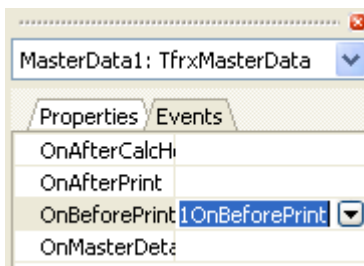 MasterData1: TfrxMasterData
Properties Events
OnAfterCalcH
OnAfterPrint
OnBeforePrint 1OnBeforePrint
OnMasterDeta